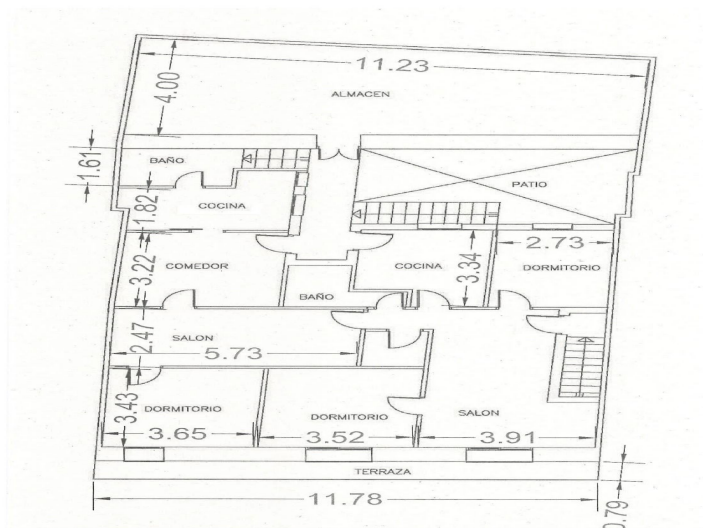 11.23
4.00
ALMACEN
1.61
BAÑO
PATIO
1.82
COCINA
2.73
3.22
COMEDOR
COCINA
3.34
DORMITORIO
BAÑO
2.47
SALON
5.73
3.43
DORMITORIO
DORMITORIO
SALON
3.65
3.52
3.91
TERRAZA
11.78
0.79